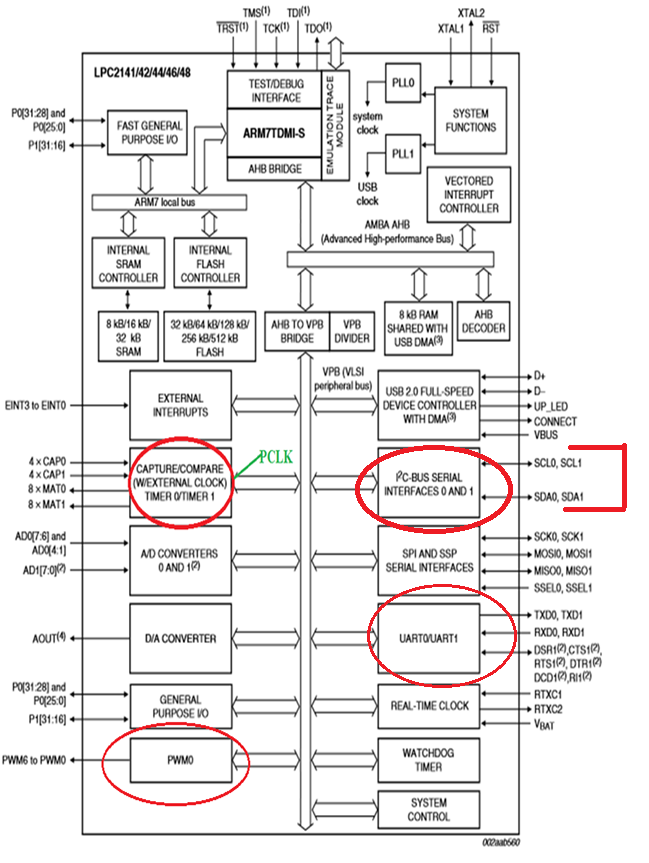 TMS(1) TDI(1)
TRST(1) TCK(1) TDO(1)
XTAL2
XTAL1 RST
LPC2141/42/44/46/48
P0[31:28] and
P0[25:0]
P1[31:16]
FAST GENERAL
PURPOSE I/O
TEST/DEBUG
INTERFACE
ARM7TDMI-S
AHB BRIDGE
EMULATION TRACE
MODULE
PLL0
system
clock
PLL1
USB
clock
SYSTEM
FUNCTIONS
VECTORED
INTERRUPT
CONTROLLER
ARM7 local bus
AMBA AHB
(Advanced High-performance Bus)
INTERNAL
SRAM
CONTROLLER
INTERNAL
FLASH
CONTROLLER
8 kB/16 kB/
32 kB
SRAM
32 kB/64 kB/128 kB/
256 kB/512 kB
FLASH
AHB TO VPB
BRIDGE
VPB
DIVIDER
8 kB RAM
SHARED WITH
USB DMA(3)
AHB
DECODER
VPB (VLSI
peripheral bus)
EINT3 to EINT0
EXTERNAL
INTERRUPTS
USB 2.0 FULL-SPEED
DEVICE CONTROLLER
WITH DMA(3)
D+
D−
UP_LED
CONNECT
VBUS
4 × CAP0
4 × CAP1
8 × MAT0
8 × MAT1
CAPTURE/COMPARE
(W/EXTERNAL CLOCK)
TIMER 0/TIMER 1
PCLK
I2C-BUS SERIAL
INTERFACES 0 AND 1
SCL0, SCL1
SDA0, SDA1
AD0[7:6] and
AD0[4:1]
AD1[7:0](2)
A/D CONVERTERS
0 AND 1(2)
SPI AND SSP
SERIAL INTERFACES
SCK0, SCK1
MOSI0, MOSI1
MISO0, MISO1
SSEL0, SSEL1
AOUT(4)
D/A CONVERTER
UART0/UART1
TXD0, TXD1
RXD0, RXD1
DSR1(2),CTS1(2),
RTS1(2), DTR1(2)
DCD1(2),RI1(2)
P0[31:28] and
P0[25:0]
P1[31:16]
GENERAL
PURPOSE I/O
REAL-TIME CLOCK
RTXC1
RTXC2
VBAT
PWM6 to PWM0
PWM0
WATCHDOG
TIMER
SYSTEM
CONTROL
002aab560